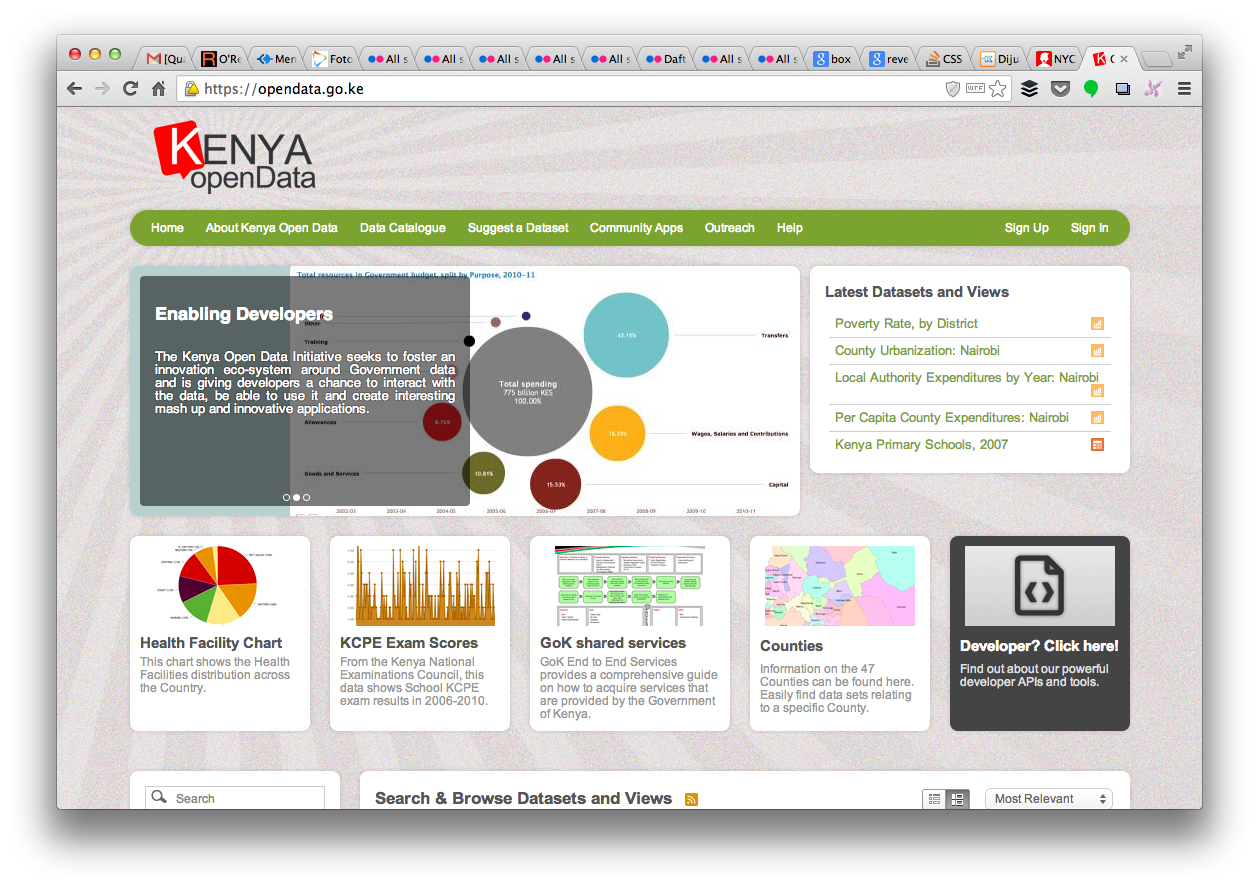 [Qua
O'Re
Men
Foto
All s
All s
All s
All s
All s
Daft
All s
All s
box
reve
CSS
Diju
NYC
https://opendata.go.ke
WTF
KENYA
openData
Home About Kenya Open Data Data Catalogue Suggest a Dataset Community Apps Outreach Help Sign Up Sign In
Total resources in Government budget, split by Purpose, 2010-11
Enabling Developers
The Kenya Open Data Initiative seeks to foster an
innovation eco-system around Government data
and is giving developers a chance to interact with
the data, be able to use it and create interesting
mash up and innovative applications.
Other
Training
Allowances
Goods and Services
43.15%
Transfers
Total spending
775 billion KES
100.00%
Wages, Salaries and Contributions
10.81%
15.53%
Capital
2002-03 2003-04 2004-05 2005-06 2006-07 2007-08 2008-09 2009-10 2010-11
Latest Datasets and Views
Poverty Rate, by District
County Urbanization: Nairobi
Local Authority Expenditures by Year: Nairobi
Per Capita County Expenditures: Nairobi
Kenya Primary Schools, 2007
Health Facility Chart
This chart shows the Health
Facilities distribution across
the Country.
KCPE Exam Scores
From the Kenya National
Examinations Council, this
data shows School KCPE
exam results in 2006-2010.
GoK shared services
GoK End to End Services
provides a comprehensive guide
on how to acquire services that
are provided by the Government
of Kenya.
Counties
Information on the 47
Counties can be found here.
Easily find data sets relating
to a specific County.
Developer? Click here!
Find out about our powerful
developer APIs and tools.
Search
Search & Browse Datasets and Views
Most Relevant